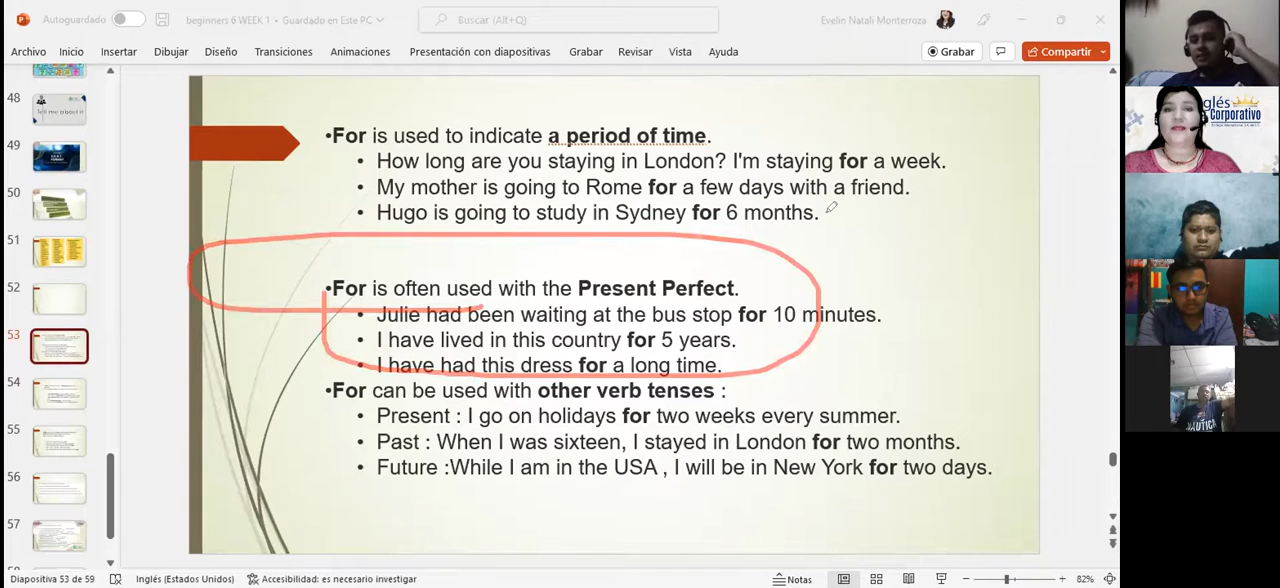 Autoguardado
beginners 6 WEEK 1 • Guardado en Este PC
Buscar (Alt+Q)
Evelin Natali Monterroza
Archivo Inicio Insertar Dibujar Diseño Transiciones Animaciones Presentación con diapositivas Grabar Revisar Vista Ayuda
Grabar
Compartir
48
49
50
51
52
53
54
55
56
57
•For is used to indicate a period of time.
• How long are you staying in London? I'm staying for a week.
• My mother is going to Rome for a few days with a friend.
• Hugo is going to study in Sydney for 6 months.
•For is often used with the Present Perfect.
• Julie had been waiting at the bus stop for 10 minutes.
• I have lived in this country for 5 years.
• I have had this dress for a long time.
•For can be used with other verb tenses :
• Present : I go on holidays for two weeks every summer.
• Past : When I was sixteen, I stayed in London for two months.
• Future :While I am in the USA , I will be in New York for two days.
Diapositiva 53 de 59
Inglés (Estados Unidos)
Accesibilidad: es necesario investigar
Notas
82%
glés
Corporativo
NAUTICA